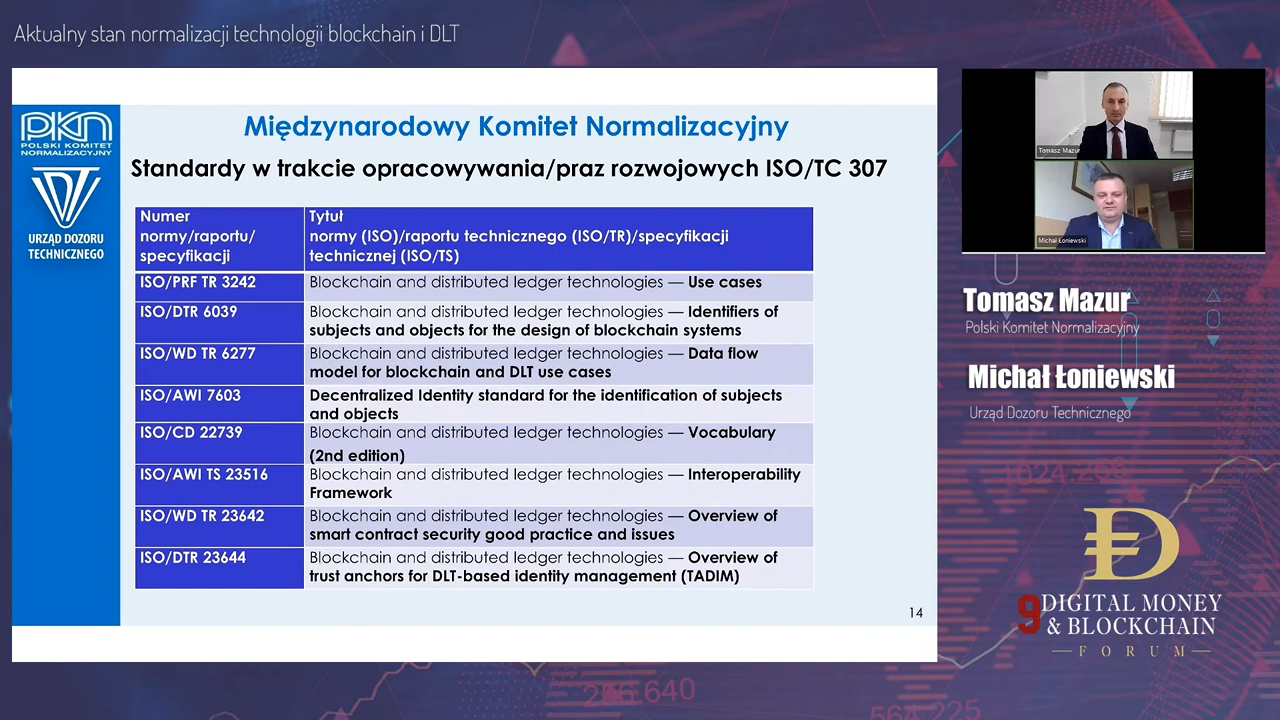 Aktualny stan normalizacji technologii blockchain i DLT
PKN
POLSKI KOMITET
NORMALIZACYJNY
URZĄD DOZORU
TECHNICZNEGO
Międzynarodowy Komitet Normalizacyjny
Standardy w trakcie opracowywania/praz rozwojowych ISO/TC 307
Numer
normy/raportu/
specyfikacji
Tytuł
normy (ISO)/raportu technicznego (ISO/TR)/specyfikacji
technicznej (ISO/TS)
ISO/PRF TR 3242
Blockchain and distributed ledger technologies — Use cases
ISO/DTR 6039
Blockchain and distributed ledger technologies — Identifiers of
subjects and objects for the design of blockchain systems
ISO/WD TR 6277
Blockchain and distributed ledger technologies — Data flow
model for blockchain and DLT use cases
ISO/AWI 7603
Decentralized Identity standard for the identification of subjects
and objects
ISO/CD 22739
Blockchain and distributed ledger technologies — Vocabulary
(2nd edition)
ISO/AWI TS 23516
Blockchain and distributed ledger technologies — Interoperability
Framework
ISO/WD TR 23642
Blockchain and distributed ledger technologies — Overview of
smart contract security good practice and issues
ISO/DTR 23644
Blockchain and distributed ledger technologies — Overview of
trust anchors for DLT-based identity management (TADIM)
14
Tomasz Mazur
Michał Łoniewski
Tomasz Mazur
Polski Komitet Normalizacyjny
Michał Łoniewski
Urząd Dozoru Technicznego
1024.256
9 DIGITAL MONEY
& BLOCKCHAIN
FORUM
256.640
564.225